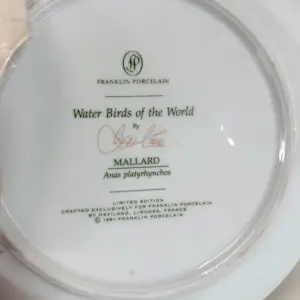 FRANKLIN PORCELAIN
Water Birds of the World
by
MALLARD
Anas platyrhynchos
LIMITED EDITION
CRAFTED EXCLUSIVELY FOR FRANKLIN PORCELAIN
BY HAVILAND, LIMOGES, FRANCE
© 1981 FRANKLIN PORCELAIN